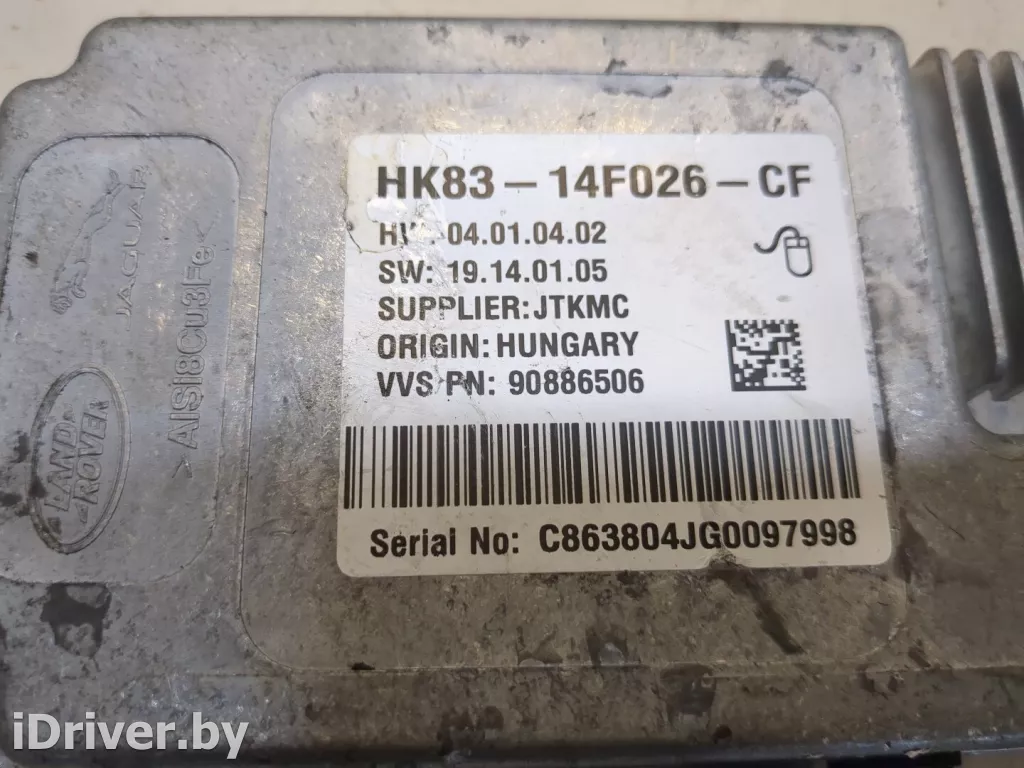 HK83-14F026-CF
HW: 04.01.04.02
SW: 19.14.01.05
SUPPLIER:JTKMC
ORIGIN: HUNGARY
VVS PN: 90886506
Serial No: C863804JG0097998
JAGUAR
>AlSi8Cu3Fe<
LAND
ROVER
iDriver.by